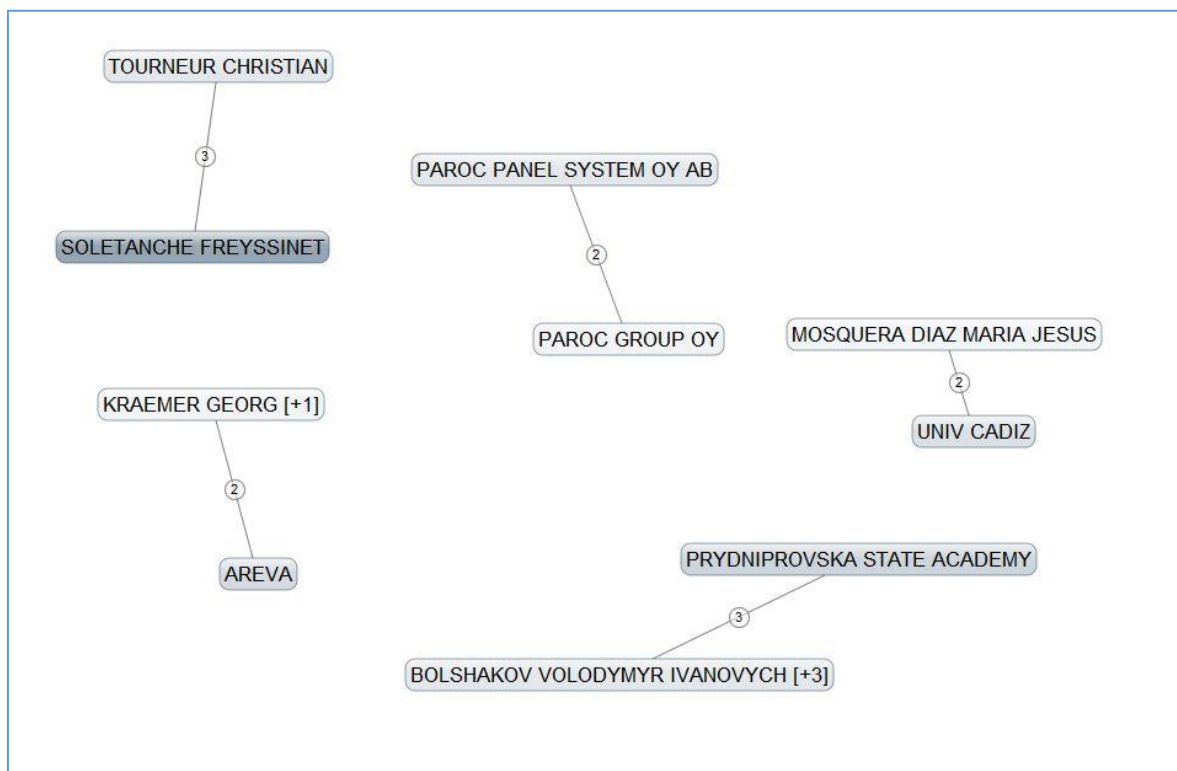 TOURNEUR CHRISTIAN
3
SOLETANCHE FREYSSINET
PAROC PANEL SYSTEM OY AB
2
PAROC GROUP OY
MOSQUERA DIAZ MARIA JESUS
2
UNIV CADIZ
KRAEMER GEORG [+1]
2
AREVA
PRYDNIPROVSKA STATE ACADEMY
3
BOLSHAKOV VOLODYMYR IVANOVYCH [+3]